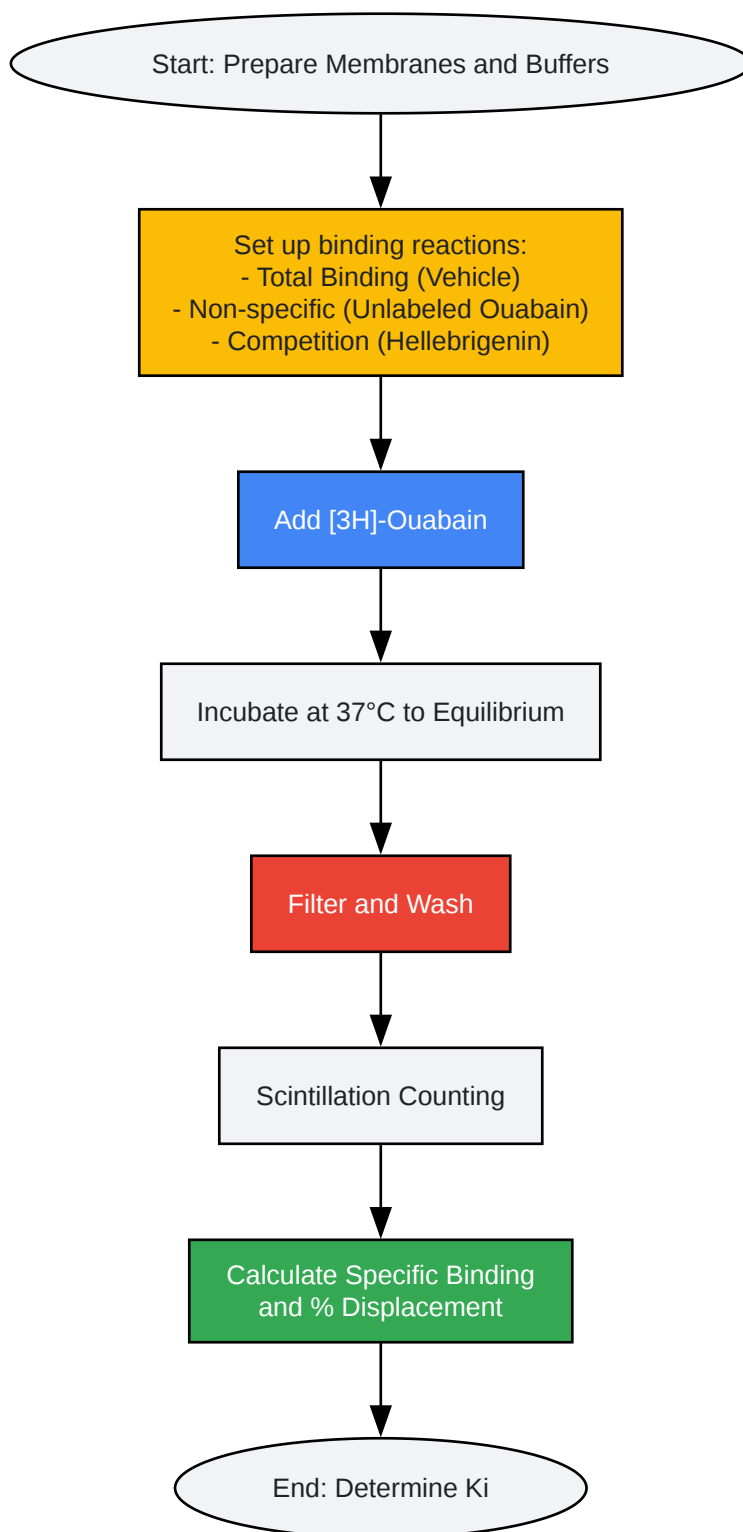 Start: Prepare Membranes and Buffers
Set up binding reactions:
- Total Binding (Vehicle)
- Non-specific (Unlabeled Ouabain)
- Competition (Hellebrigenin)
Add [3H]-Ouabain
Incubate at 37°C to Equilibrium
Filter and Wash
Scintillation Counting
Calculate Specific Binding
and % Displacement
End: Determine Ki